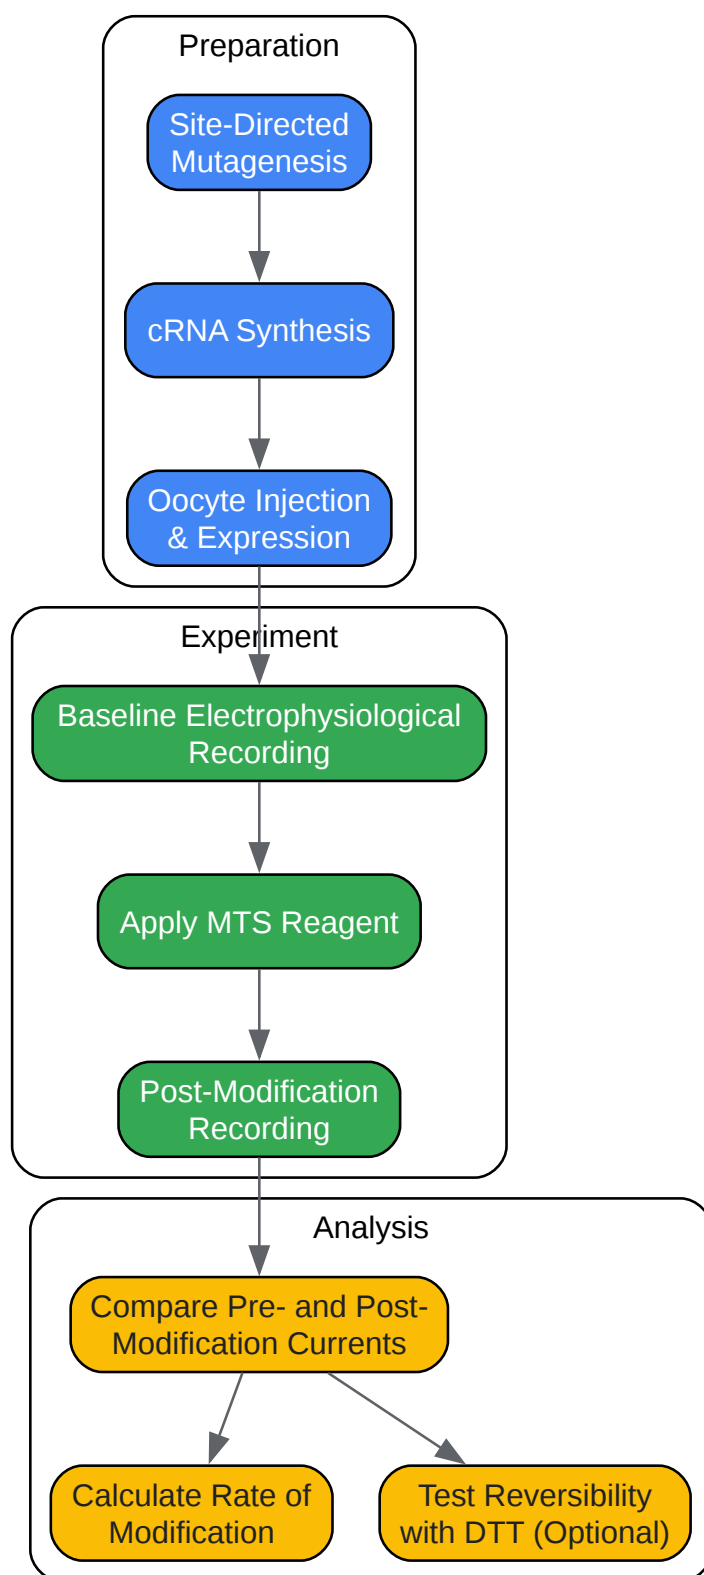 Preparation
Site-Directed
Mutagenesis
cRNA Synthesis
Oocyte Injection
& Expression
Experiment
Baseline Electrophysiological
Recording
Apply MTS Reagent
Post-Modification
Recording
Analysis
Compare Pre- and Post-
Modification Currents
Calculate Rate of
Modification
Test Reversibility
with DTT (Optional)